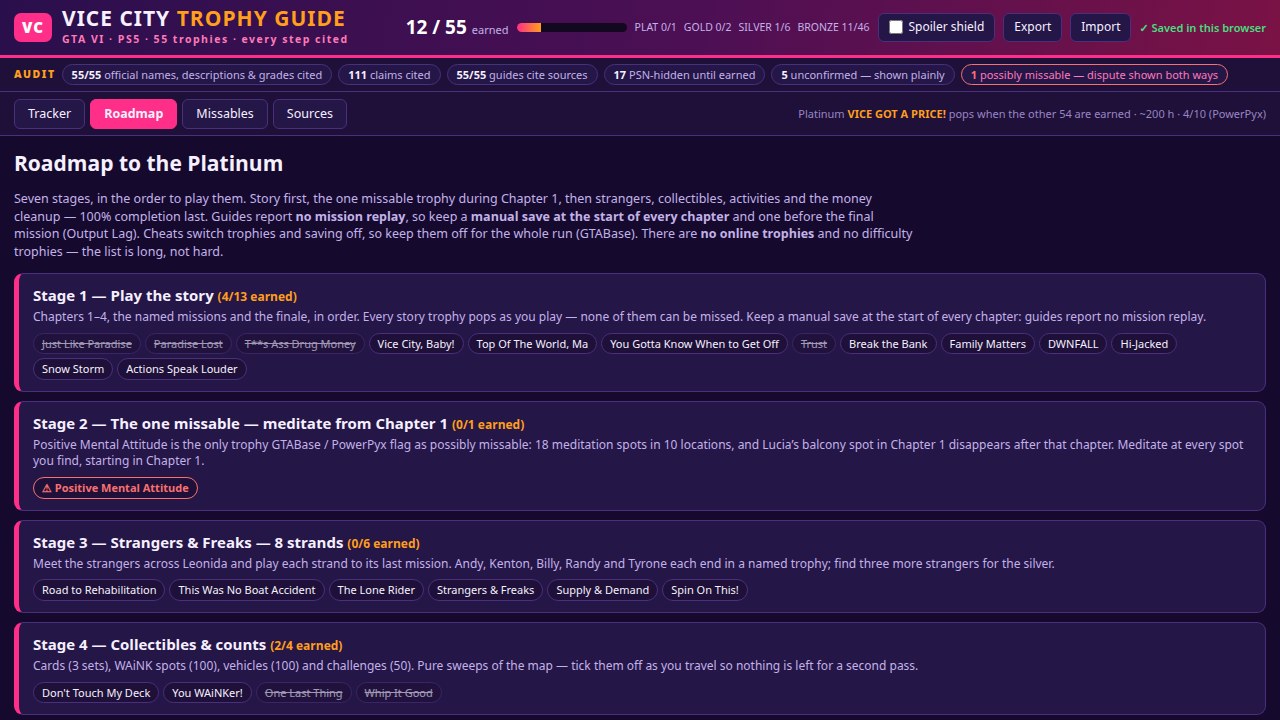 VC VICE CITY TROPHY GUIDE
GTA VI · PS5 · 55 trophies · every step cited
12 / 55 earned PLAT 0/1 GOLD 0/2 SILVER 1/6 BRONZE 11/46 Spoiler shield Export Import ✓ Saved in this browser
AUDIT 55/55 official names, descriptions & grades cited 111 claims cited 55/55 guides cite sources 17 PSN-hidden until earned 5 unconfirmed — shown plainly 1 possibly missable — dispute shown both ways
Tracker Roadmap Missables Sources Platinum VICE GOT A PRICE! pops when the other 54 are earned · ~200 h · 4/10 (PowerPyx)
Roadmap to the Platinum
Seven stages, in the order to play them. Story first, the one missable trophy during Chapter 1, then strangers, collectibles, activities and the money
cleanup — 100% completion last. Guides report no mission replay, so keep a manual save at the start of every chapter and one before the final
mission (Output Lag). Cheats switch trophies and saving off, so keep them off for the whole run (GTABase). There are no online trophies and no difficulty
trophies — the list is long, not hard.
Stage 1 — Play the story (4/13 earned)
Chapters 1–4, the named missions and the finale, in order. Every story trophy pops as you play — none of them can be missed. Keep a manual save at the start of every chapter: guides report no mission replay.
Just Like Paradise Paradise Lost T**s Ass Drug Money Vice City, Baby! Top Of The World, Ma You Gotta Know When to Get Off Trust Break the Bank Family Matters DWNFALL Hi-Jacked
Snow Storm Actions Speak Louder
Stage 2 — The one missable — meditate from Chapter 1 (0/1 earned)
Positive Mental Attitude is the only trophy GTABase / PowerPyx flag as possibly missable: 18 meditation spots in 10 locations, and Lucia's balcony spot in Chapter 1 disappears after that chapter. Meditate at every spot
you find, starting in Chapter 1.
⚠ Positive Mental Attitude
Stage 3 — Strangers & Freaks — 8 strands (0/6 earned)
Meet the strangers across Leonida and play each strand to its last mission. Andy, Kenton, Billy, Randy and Tyrone each end in a named trophy; find three more strangers for the silver.
Road to Rehabilitation This Was No Boat Accident The Lone Rider Strangers & Freaks Supply & Demand Spin On This!
Stage 4 — Collectibles & counts (2/4 earned)
Cards (3 sets), WAiNK spots (100), vehicles (100) and challenges (50). Pure sweeps of the map — tick them off as you travel so nothing is left for a second pass.
Don't Touch My Deck You WAiNKer! One Last Thing Whip It Good